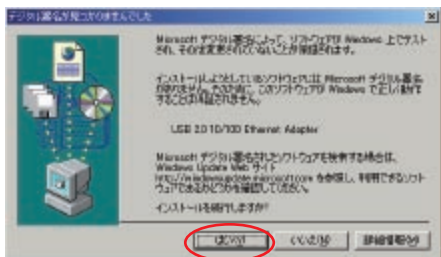 デジタル署名が見つかりませんでした
Microsoft デジタル署名によって、ソフトウェアが Windows 上でテスト
され、その後変更されていないことが保証されます。
インストールしようとしているソフトウェアには Microsoft デジタル署名
がありません。そのために、このソフトウェアが Windows で正しく動作
することは保証されません。
USB 2.0 10/100 Ethernet Adapter
Microsoft デジタル署名されたソフトウェアを検索する場合は、
Windows Update Web サイト
http://windowsupdate.microsoft.com を参照し、利用できるソフト
ウェアであるかどうかを確認してください。
インストールを続行しますか?
はい(Y) いいえ(N) 詳細情報(M)